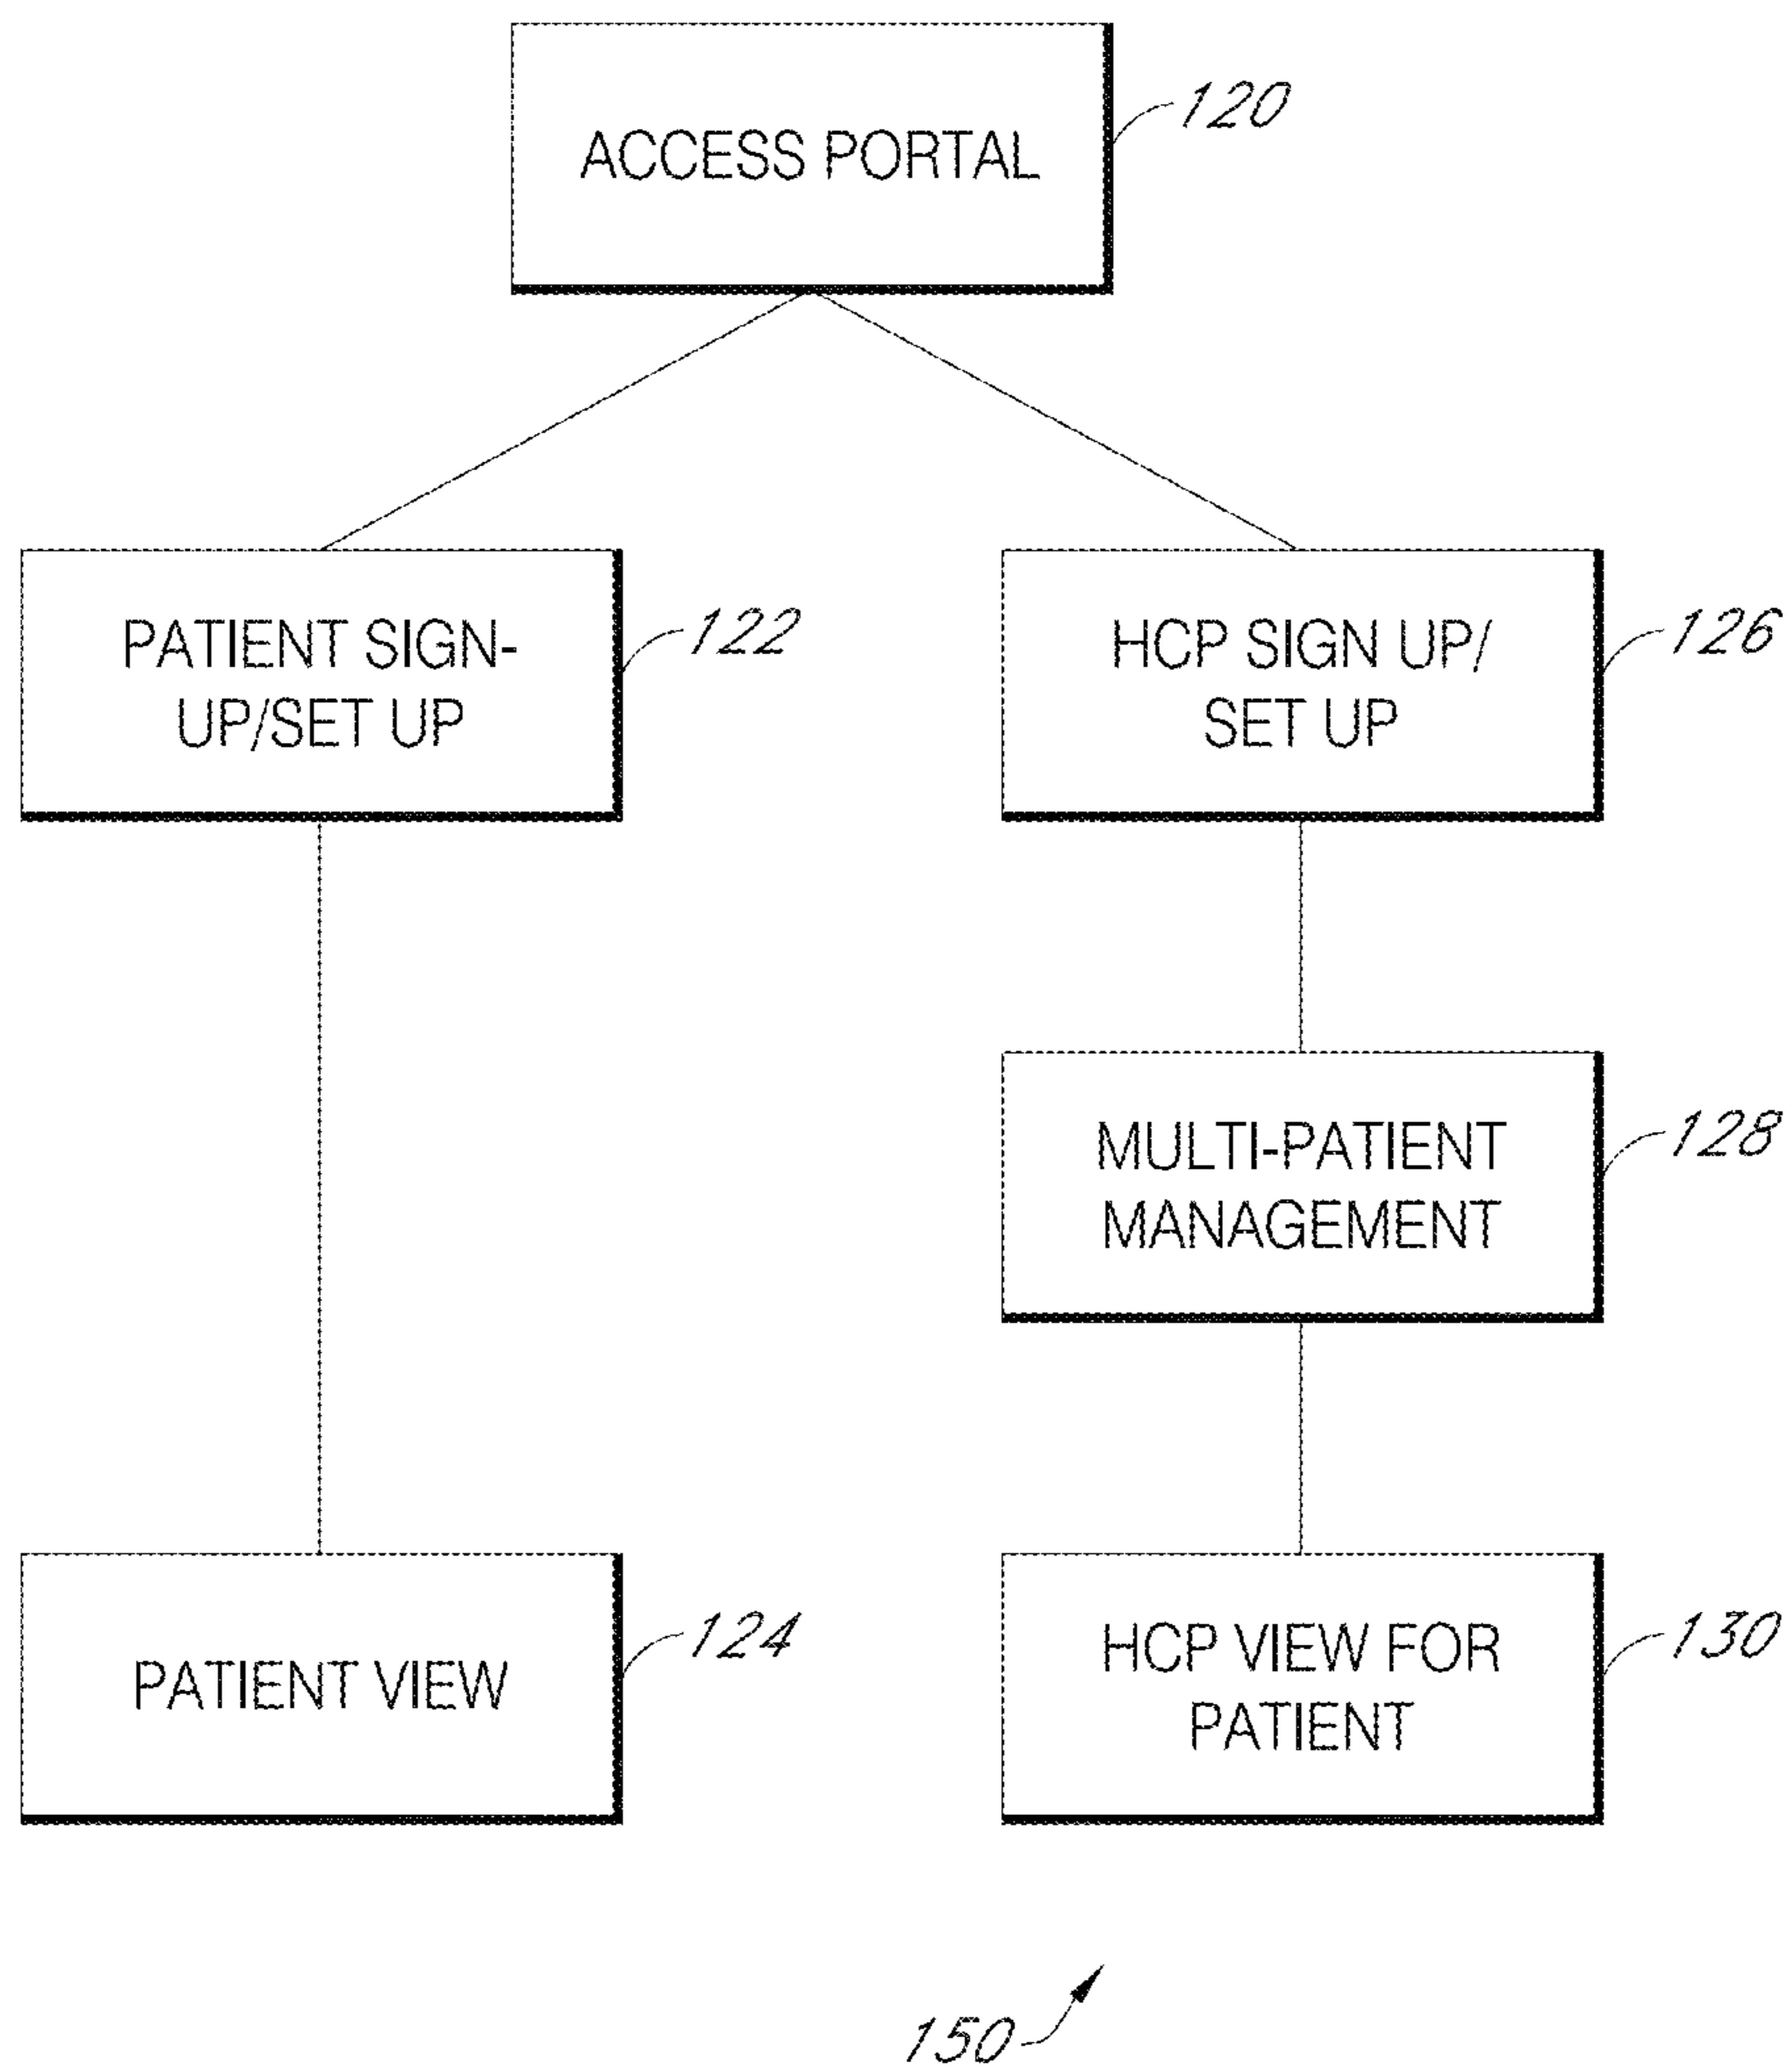 ACCESS PORTAL
120
PATIENT SIGN-
UP/SET UP
122
HCP SIGN UP/
SET UP
126
MULTI-PATIENT
MANAGEMENT
128
PATIENT VIEW
124
HCP VIEW FOR
PATIENT
130
150